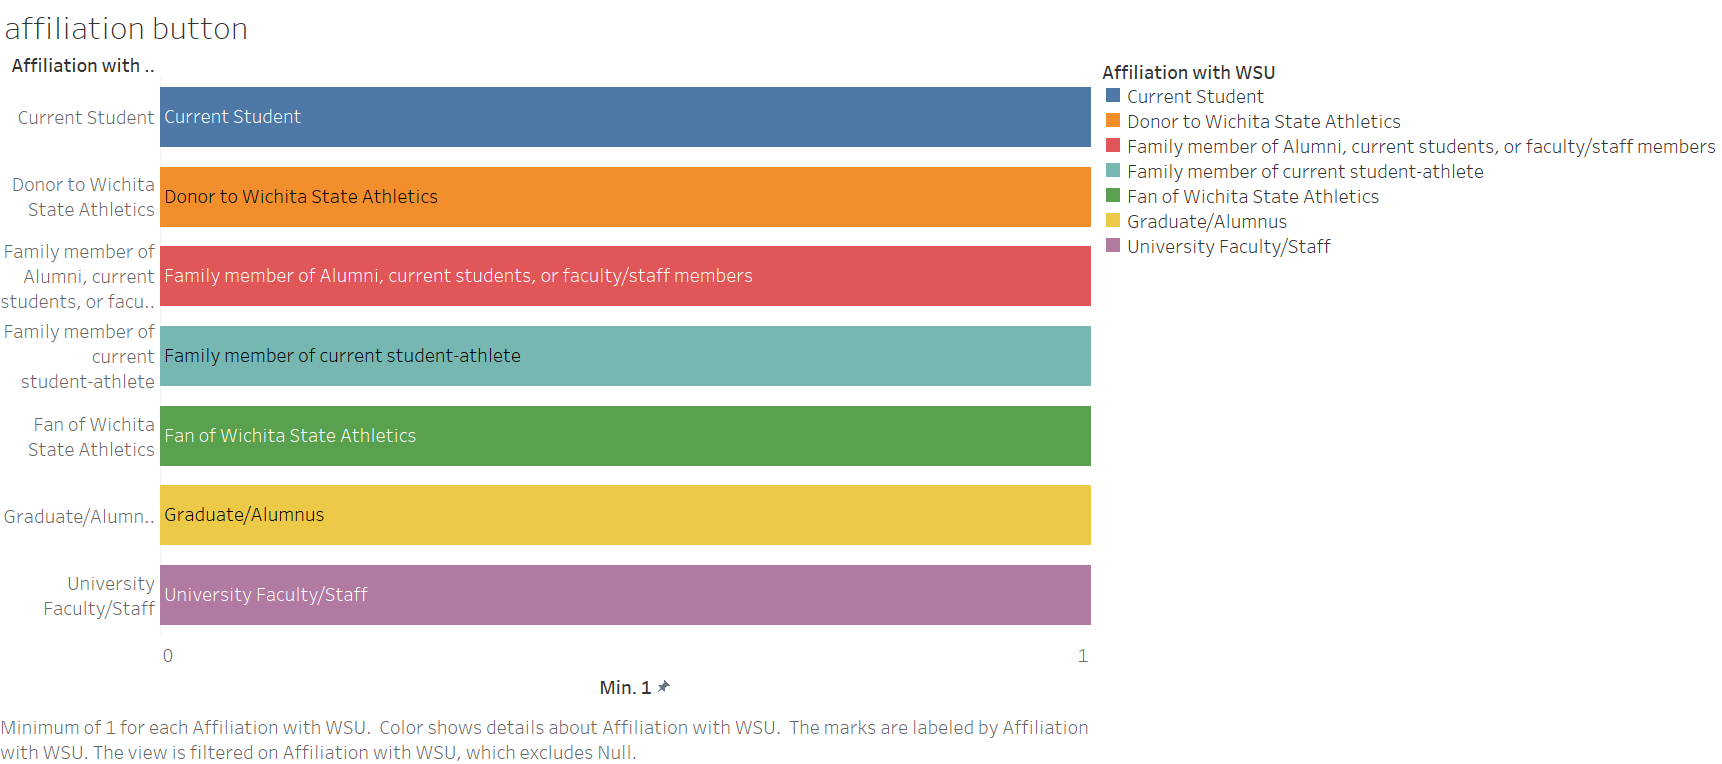 affiliation button
Affiliation with ..
Current Student
Current Student
Donor to Wichita
State Athletics
Donor to Wichita State Athletics
Family member of
Alumni, current
students, or facu..
Family member of Alumni, current students, or faculty/staff members
Family member of
current
student-athlete
Family member of current student-athlete
Fan of Wichita
State Athletics
Fan of Wichita State Athletics
Graduate/Alumn..
Graduate/Alumnus
University
Faculty/Staff
University Faculty/Staff
0
1
Min. 1
Affiliation with WSU
Current Student
Donor to Wichita State Athletics
Family member of Alumni, current students, or faculty/staff members
Family member of current student-athlete
Fan of Wichita State Athletics
Graduate/Alumnus
University Faculty/Staff
Minimum of 1 for each Affiliation with WSU.  Color shows details about Affiliation with WSU.  The marks are labeled by Affiliation
with WSU. The view is filtered on Affiliation with WSU, which excludes Null.